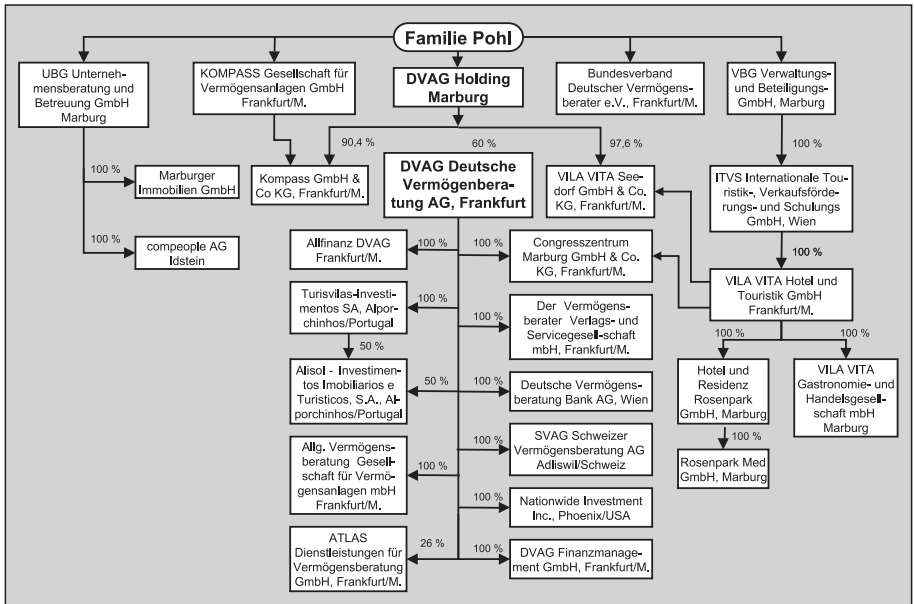 Familie Pohl
UBG Unterneh-
mensberatung und
Betreuung GmbH
Marburg
KOMPASS Gesellschaft für
Vermögensanlagen GmbH
Frankfurt/M.
DVAG Holding
Marburg
Bundesverband
Deutscher Vermögens-
berater e.V., Frankfurt/M.
VBG Verwaltungs-
und Beteiligungs-
GmbH, Marburg
90,4 %
60 %
97,6 %
100 %
100 %
Marburger
Immobilien GmbH
Kompass GmbH &
Co KG, Frankfurt/M.
DVAG Deutsche
Vermögenbera-
tung AG, Frankfurt
VILA VITA See-
dorf GmbH & Co.
KG, Frankfurt/M.
ITVS Internationale Tou-
ristik-, Verkaufsförde-
rungs- und Schulungs
GmbH, Wien
100 %
compeople AG
Idstein
Allfinanz DVAG
Frankfurt/M.
100 %
100 %
Congresszentrum
Marburg GmbH & Co.
KG, Frankfurt/M.
100 %
VILA VITA Hotel und
Touristik GmbH
Frankfurt/M.
Turisvilas-Investi-
mentos SA, Alpor-
chinhos/Portugal
100 %
100 %
Der Vermögens-
berater Verlags- und
Servicegesell-schaft
mbH, Frankfurt/M.
100 %
100 %
50 %
Alisol - Investimen-
tos Imobiliarios e
Turisticos, S.A., Al-
porchinhos/Portugal
50 %
100 %
Deutsche Vermögens-
beratung Bank AG, Wien
Hotel und
Residenz
Rosenpark
GmbH, Marburg
VILA VITA
Gastronomie- und
Handelsgesell-
schaft mbH
Marburg
Allg. Vermögens-
beratung Gesell-
schaft für Vermö-
gensanlagen mbH
Frankfurt/M.
100 %
100 %
SVAG Schweizer
Vermögensberatung AG
Adliswil/Schweiz
100 %
Rosenpark Med
GmbH, Marburg
100 %
Nationwide Investment
Inc., Phoenix/USA
ATLAS
Dienstleistungen für
Vermögensberatung
GmbH, Frankfurt/M.
26 %
100 %
DVAG Finanzmanage-
ment GmbH, Frankfurt/M.